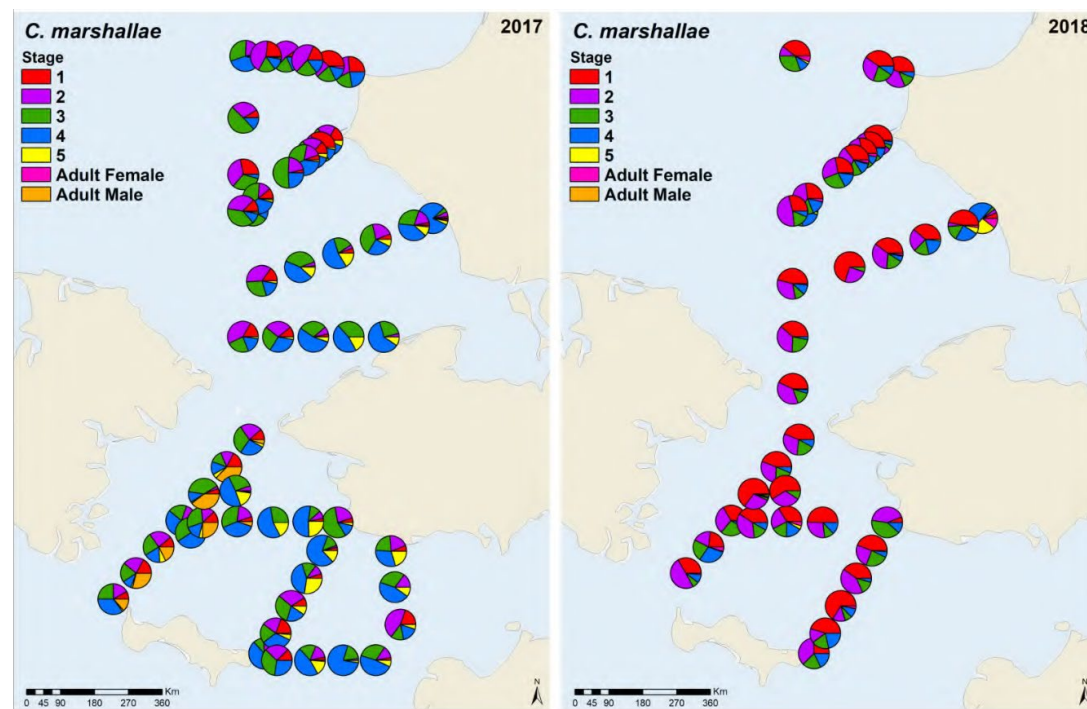 C. marshallae
2017
Stage
1
2
3
4
5
Adult Female
Adult Male
0 45 90 180 270 360 Km
N
C. marshallae
2018
Stage
1
2
3
4
5
Adult Female
Adult Male
0 45 90 180 270 360 Km
N